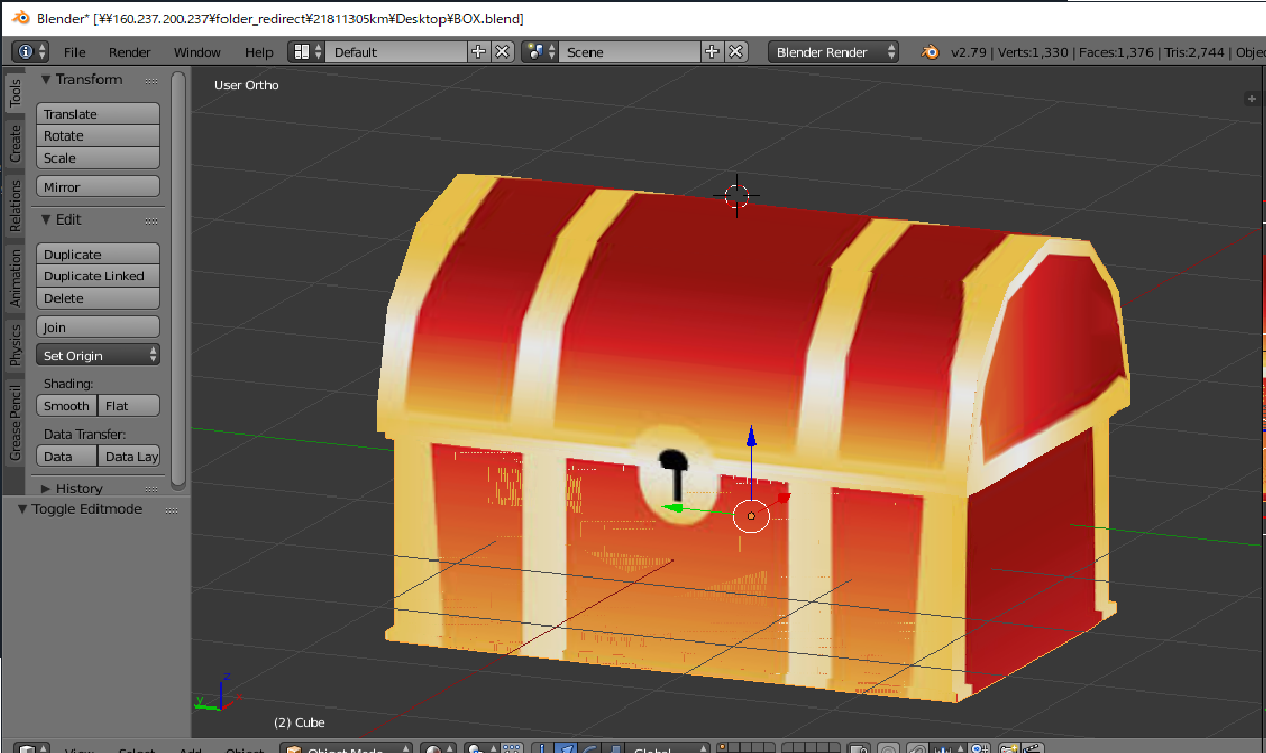 Blender* [¥¥160.237.200.237¥folder_redirect¥21811305km¥Desktop¥BOX.blend]
File Render Window Help Default Scene Blender Render v2.79 | Verts:1,330 | Faces:1,376 | Tris:2,744 | Objec
Tools
Create
Relations
Animation
Physics
Grease Pencil
Transform
Translate
Rotate
Scale
Mirror
Edit
Duplicate
Duplicate Linked
Delete
Join
Set Origin
Shading:
Smooth Flat
Data Transfer:
Data Data Lay
History
Toggle Editmode
User Ortho
z
y
(2) Cube
View Select Add Object Object Mode Global